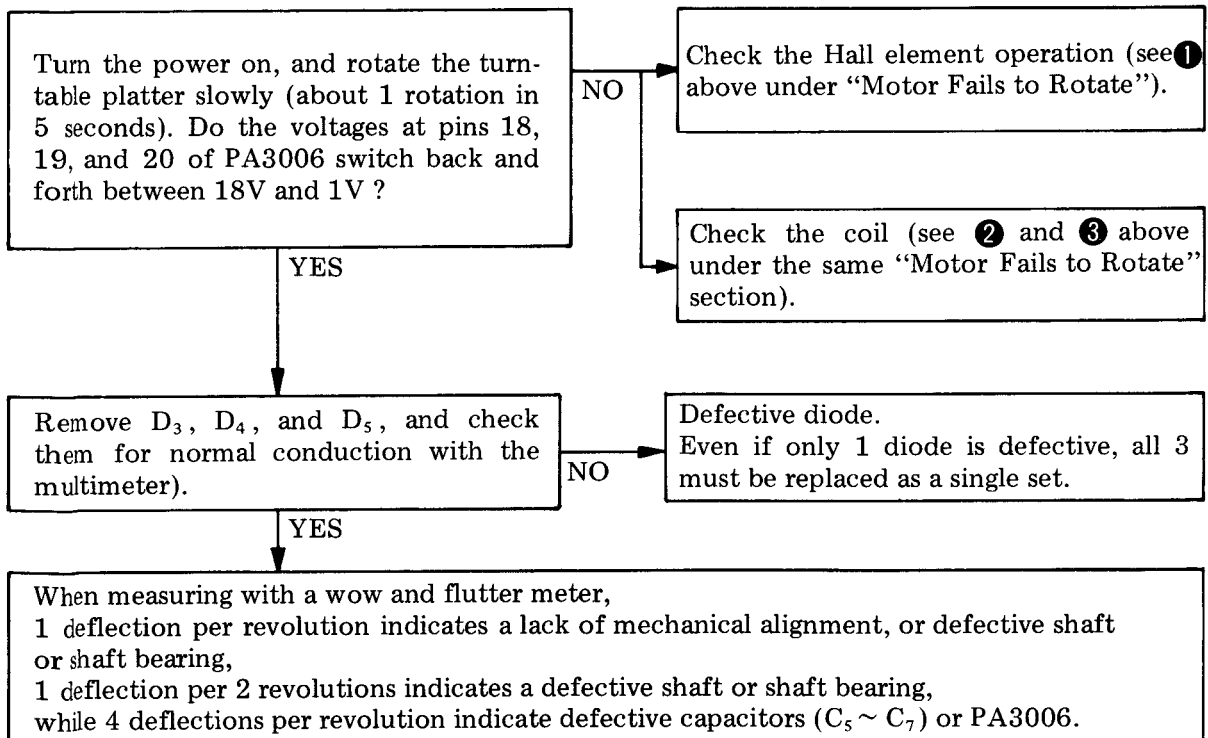 Turn the power on, and rotate the turn-
table platter slowly (about 1 rotation in
5 seconds). Do the voltages at pins 18,
19, and 20 of PA3006 switch back and
forth between 18V and 1V ?
NO
Check the Hall element operation (see ❶
above under “Motor Fails to Rotate”).
Check the coil (see ❷ and ❸ above
under the same “Motor Fails to Rotate”
section).
YES
Remove D₃, D₄, and D₅, and check
them for normal conduction with the
multimeter).
NO
Defective diode.
Even if only 1 diode is defective, all 3
must be replaced as a single set.
YES
When measuring with a wow and flutter meter,
1 deflection per revolution indicates a lack of mechanical alignment, or defective shaft
or shaft bearing,
1 deflection per 2 revolutions indicates a defective shaft or shaft bearing,
while 4 deflections per revolution indicate defective capacitors (C₅ ~ C₇) or PA3006.